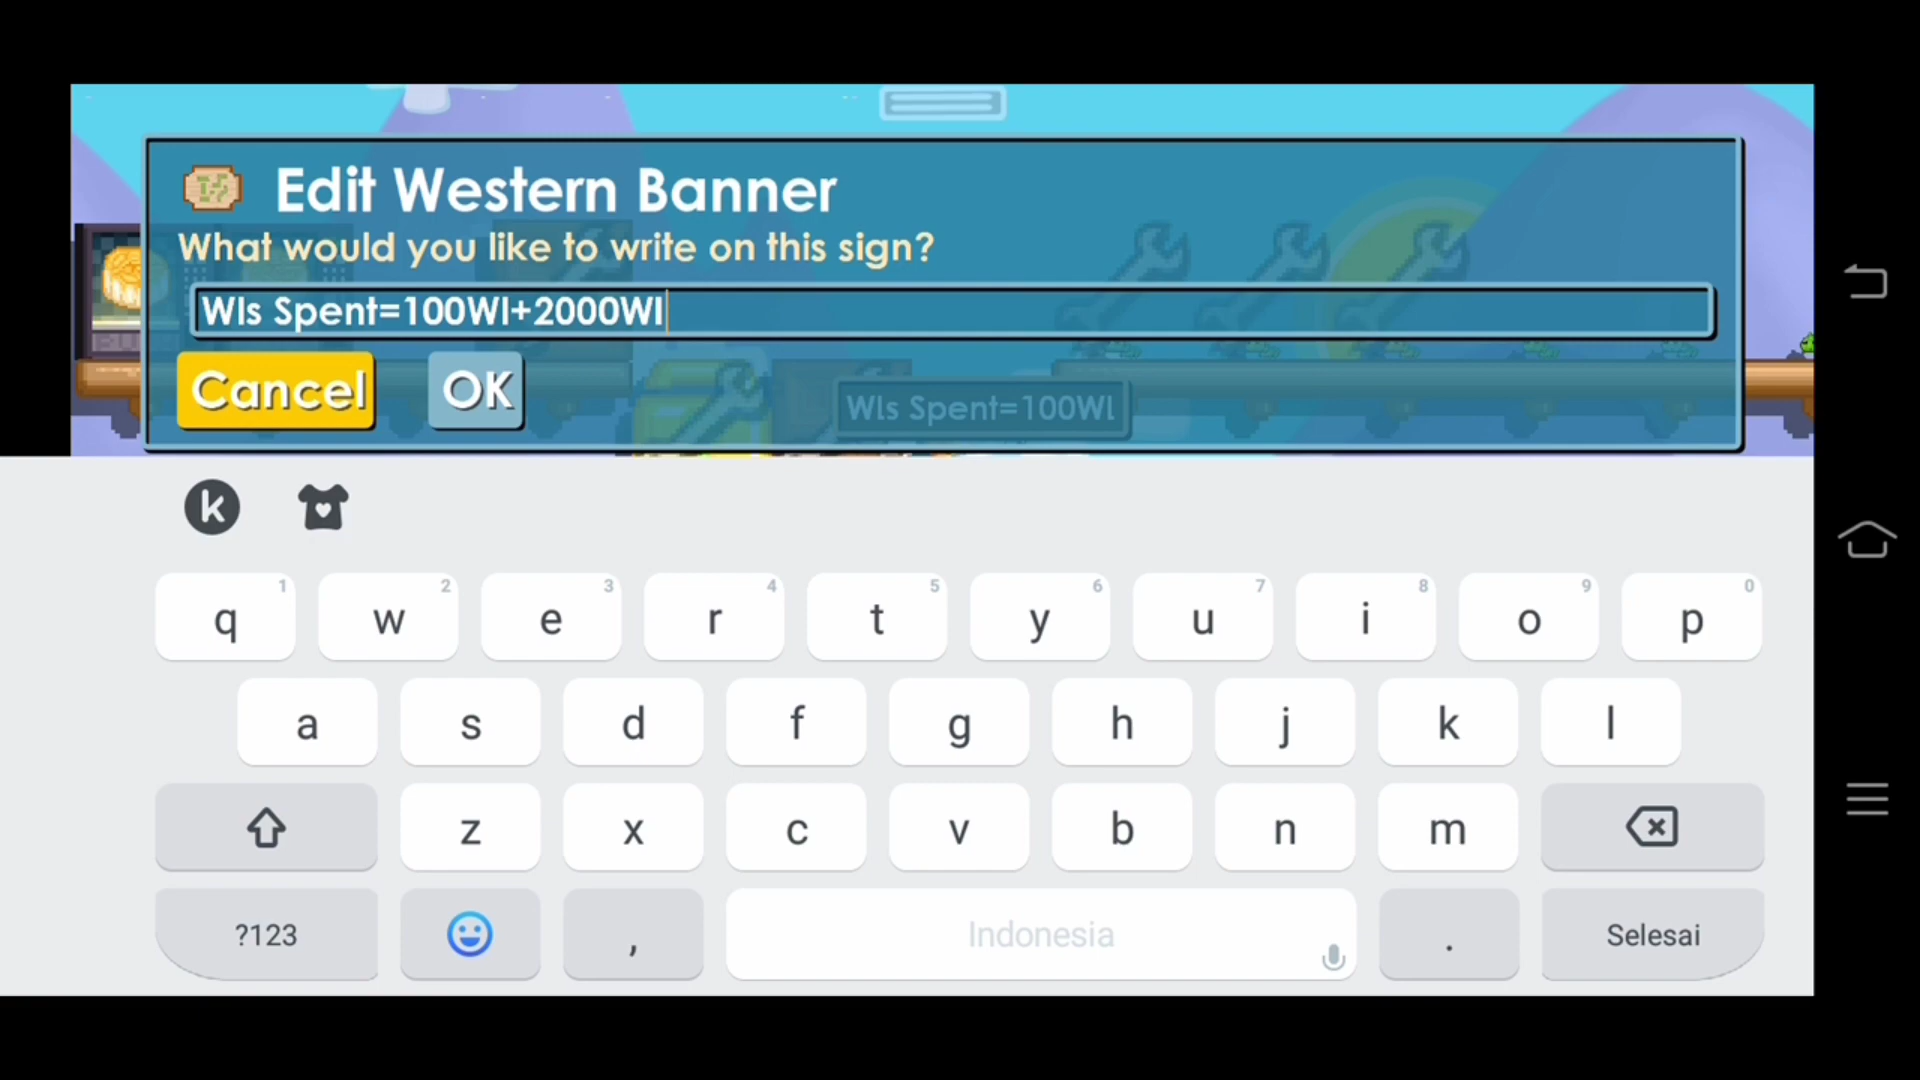 Edit Western Banner
What would you like to write on this sign?
Wls Spent=100Wl+2000Wl
Cancel OK
Wls Spent=100Wl
k
1 2 3 4 5 6 7 8 9 0
q w e r t y u i o p
a s d f g h j k l
z x c v b n m
?123 , Indonesia . Selesai